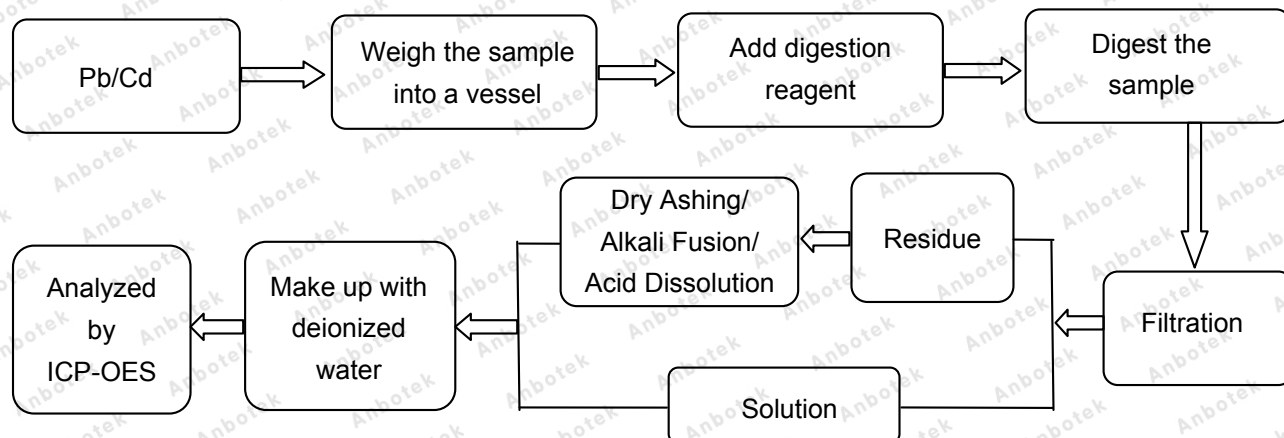 Pb/Cd
Weigh the sample
into a vessel
Add digestion
reagent
Digest the
sample
Filtration
Residue
Dry Ashing/
Alkali Fusion/
Acid Dissolution
Solution
Make up with
deionized
water
Analyzed
by
ICP-OES
Anbotek